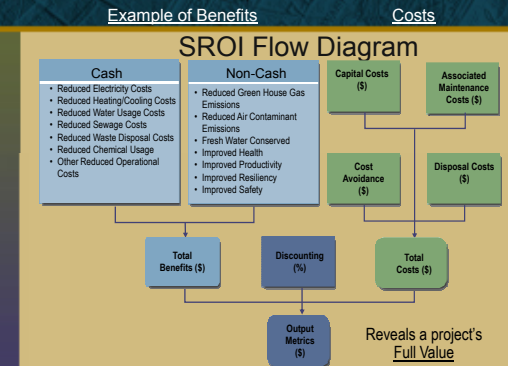 Example of Benefits
Costs
SROI Flow Diagram
Cash
• Reduced Electricity Costs
• Reduced Heating/Cooling Costs
• Reduced Water Usage Costs
• Reduced Sewage Costs
• Reduced Waste Disposal Costs
• Reduced Chemical Usage
• Other Reduced Operational
Costs
Non-Cash
• Reduced Green House Gas
Emissions
• Reduced Air Contaminant
Emissions
• Fresh Water Conserved
• Improved Health
• Improved Productivity
• Improved Resiliency
• Improved Safety
Capital Costs
($)
Associated
Maintenance
Costs ($)
Cost
Avoidance
($)
Disposal Costs
($)
Total
Benefits ($)
Discounting
(%)
Total
Costs ($)
Output
Metrics
($)
Reveals a project's
Full Value